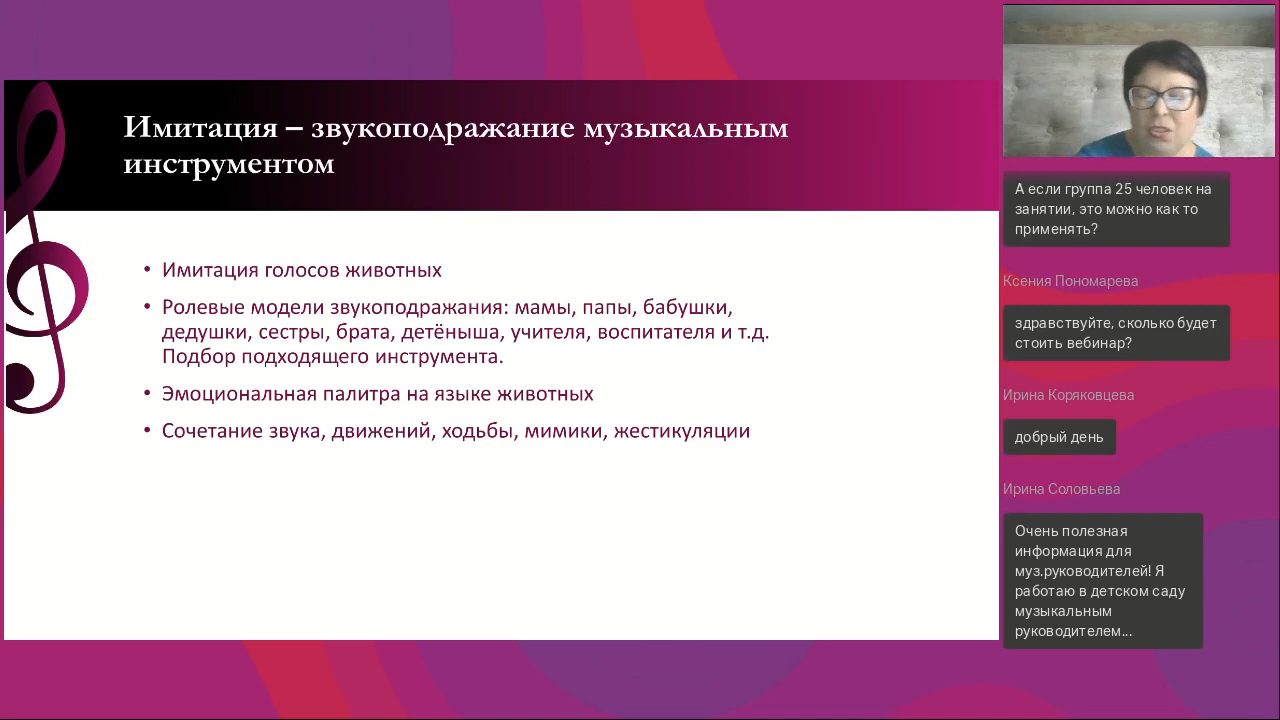 Имитация – звукоподражание музыкальным
инструментом
• Имитация голосов животных
• Ролевые модели звукоподражания: мамы, папы, бабушки,
дедушки, сестры, брата, детёныша, учителя, воспитателя и т.д.
Подбор подходящего инструмента.
• Эмоциональная палитра на языке животных
• Сочетание звука, движений, ходьбы, мимики, жестикуляции
А если группа 25 человек на
занятии, это можно как то
применять?
Ксения Пономарева
здравствуйте, сколько будет
стоить вебинар?
Ирина Коряковцева
добрый день
Ирина Соловьева
Очень полезная
информация для
муз.руководителей! Я
работаю в детском саду
музыкальным
руководителем...